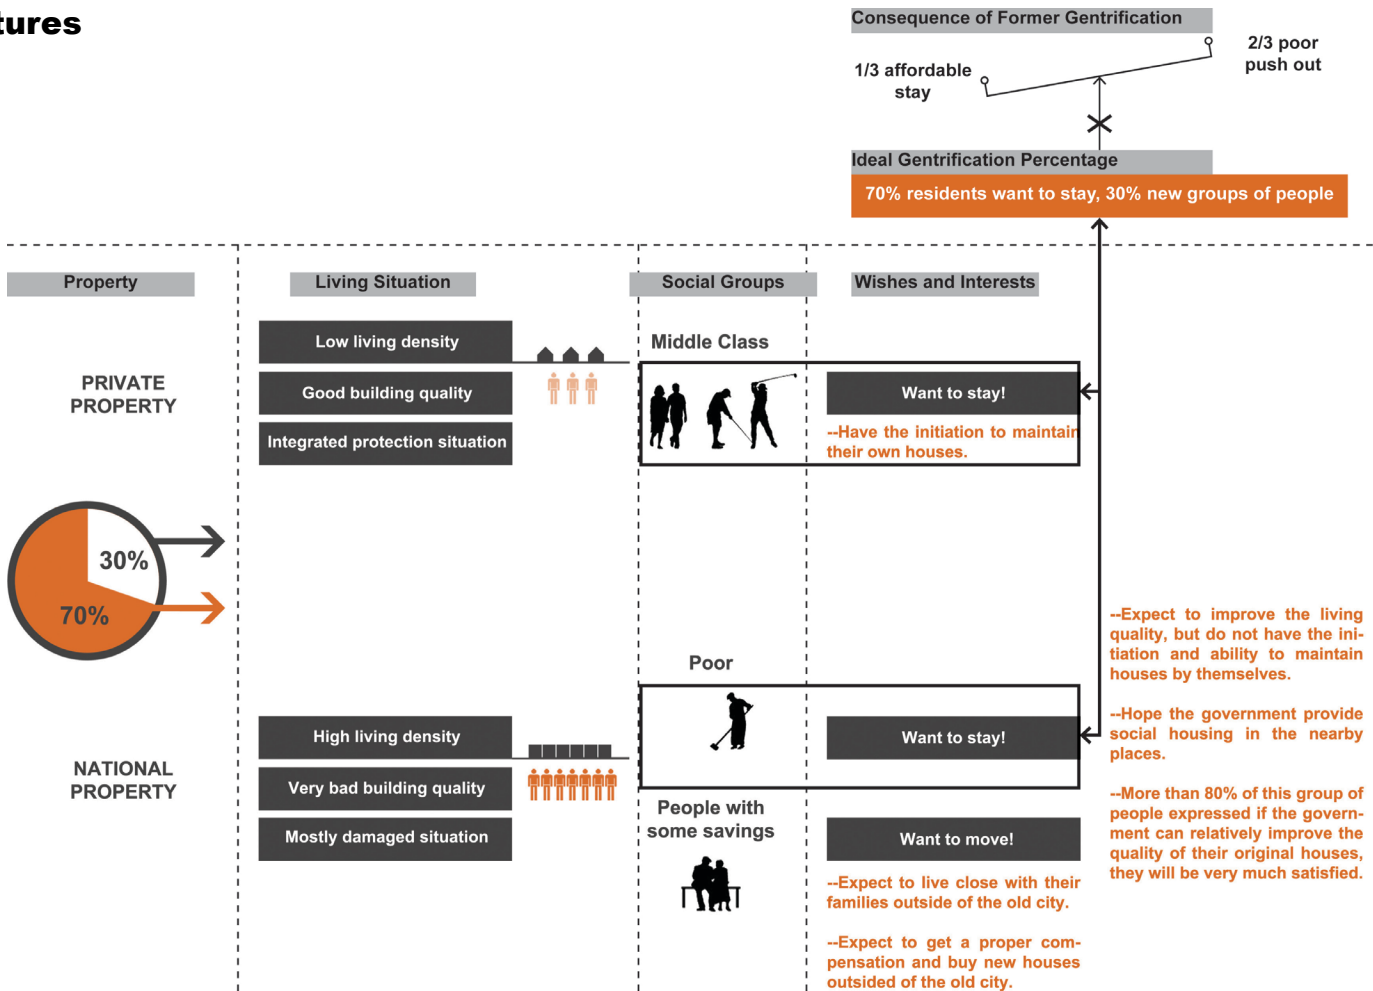 tures
Consequence of Former Gentrification
1/3 affordable
stay
2/3 poor
push out
Ideal Gentrification Percentage
70% residents want to stay, 30% new groups of people
Property
Living Situation
Social Groups
Wishes and Interests
PRIVATE
PROPERTY
Low living density
Good building quality
Integrated protection situation
Middle Class
Want to stay!
--Have the initiation to maintain
their own houses.
30%
70%
NATIONAL
PROPERTY
High living density
Very bad building quality
Mostly damaged situation
Poor
Want to stay!
--Expect to improve the living
quality, but do not have the ini-
tiation and ability to maintain
houses by themselves.
--Hope the government provide
social housing in the nearby
places.
--More than 80% of this group of
people expressed if the govern-
ment can relatively improve the
quality of their original houses,
they will be very much satisfied.
People with
some savings
Want to move!
--Expect to live close with their
families outside of the old city.
--Expect to get a proper com-
pensation and buy new houses
outsided of the old city.